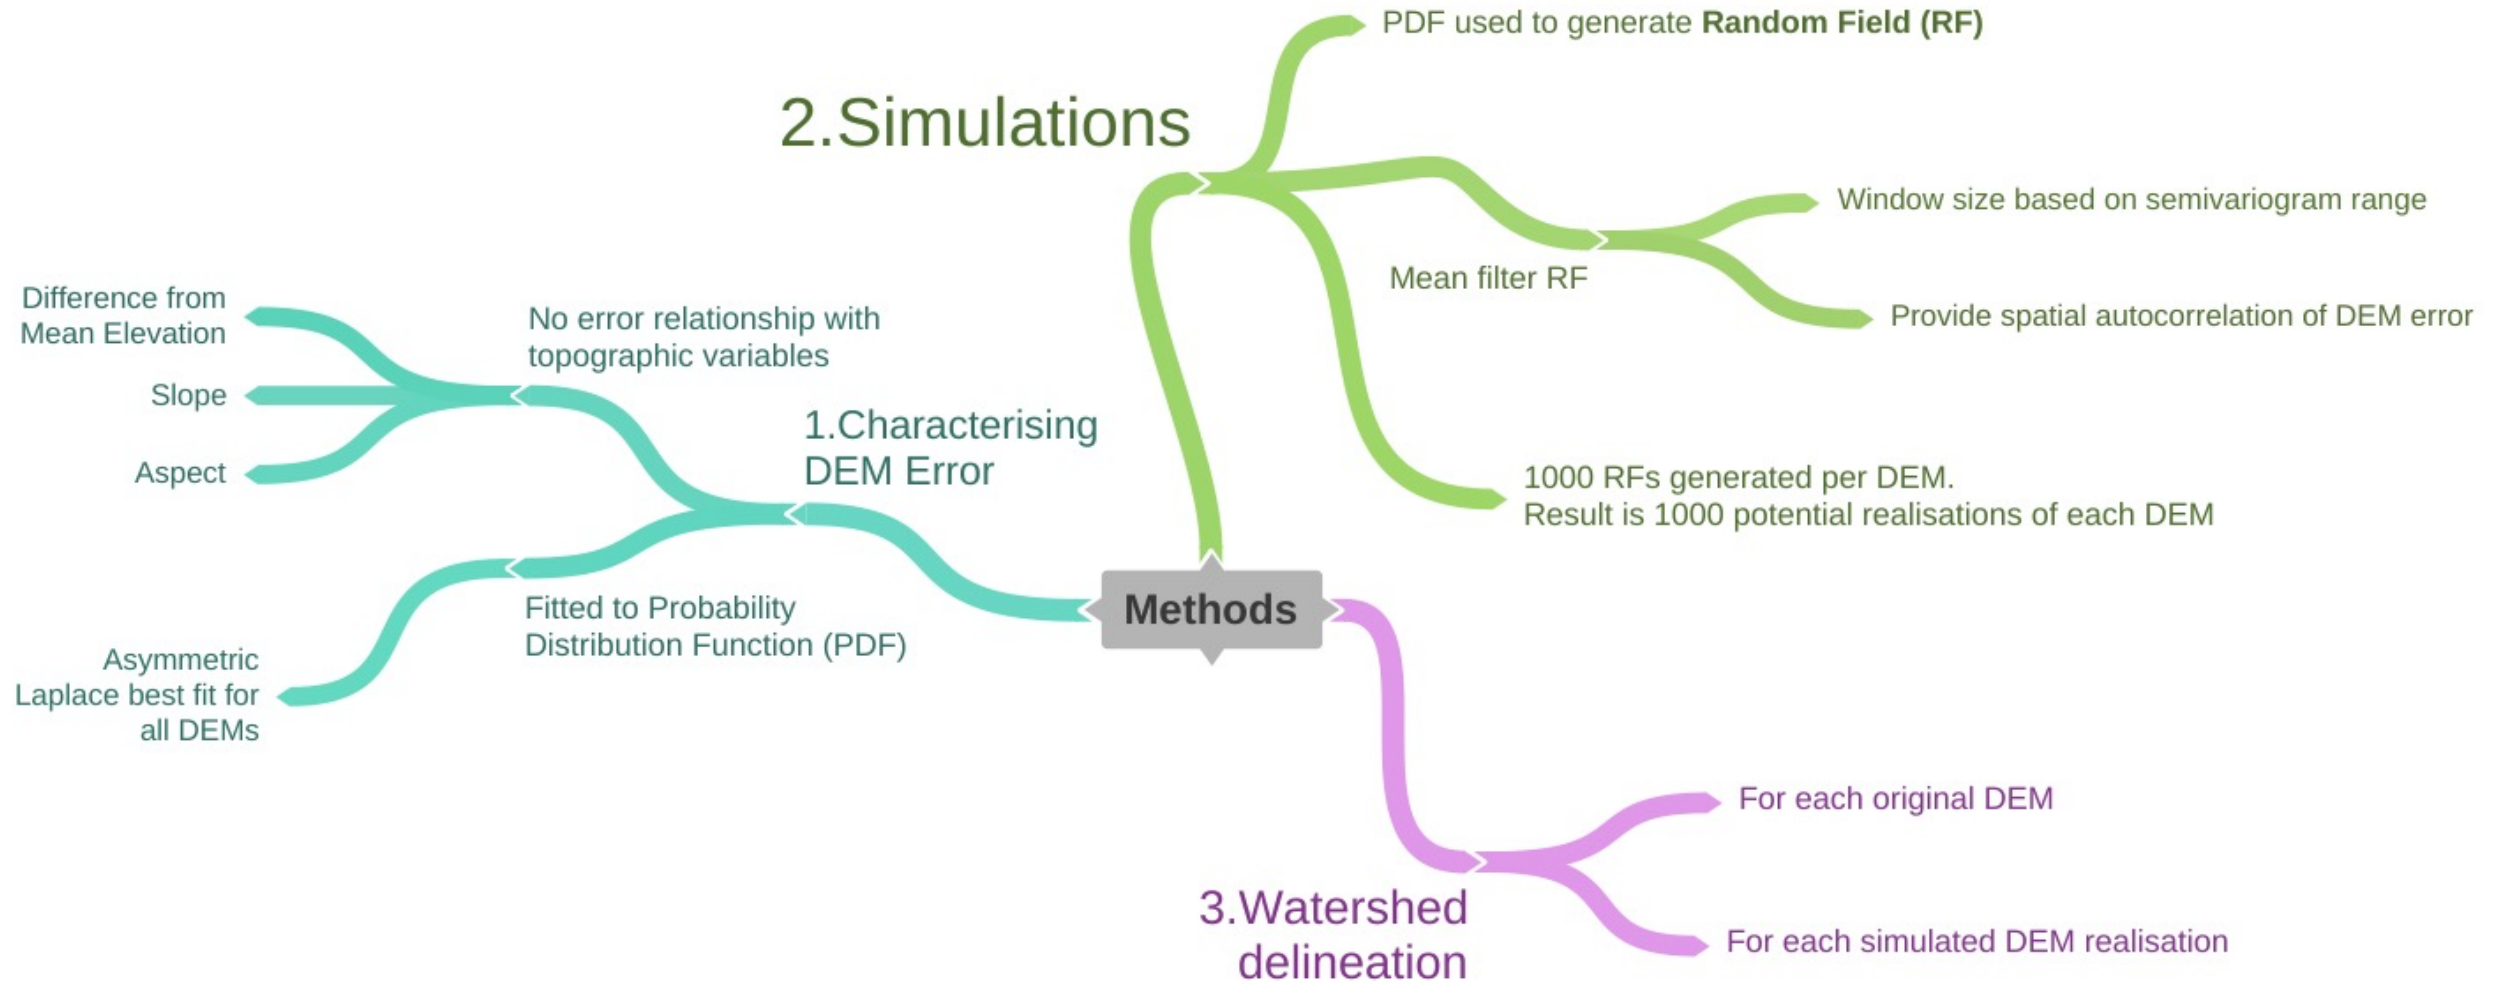 Methods
1.Characterising
DEM Error
No error relationship with
topographic variables
Difference from
Mean Elevation
Slope
Aspect
Fitted to Probability
Distribution Function (PDF)
Asymmetric
Laplace best fit for
all DEMs
2.Simulations
PDF used to generate Random Field (RF)
Mean filter RF
Window size based on semivariogram range
Provide spatial autocorrelation of DEM error
1000 RFs generated per DEM.
Result is 1000 potential realisations of each DEM
3.Watershed
delineation
For each original DEM
For each simulated DEM realisation